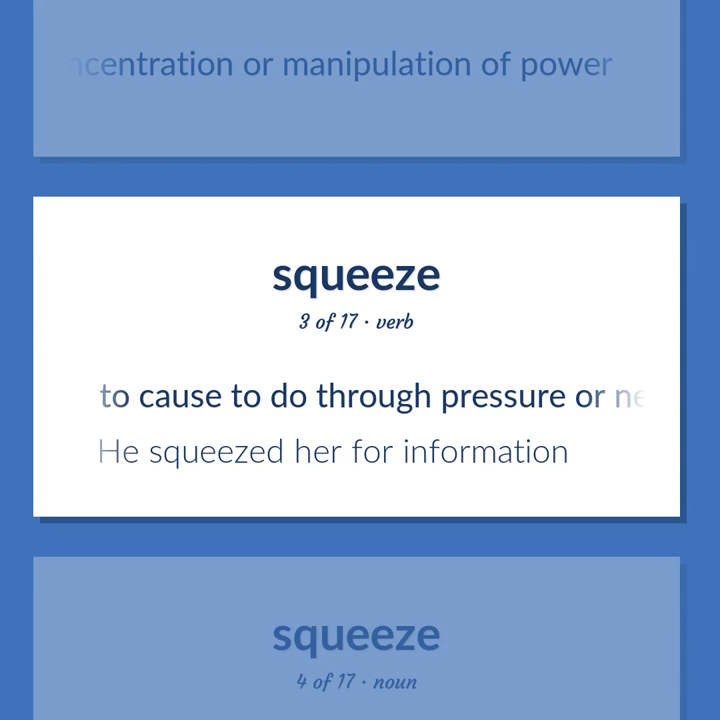 ncentration or manipulation of power
squeeze
3 of 17 · verb
to cause to do through pressure or ne
He squeezed her for information
squeeze
4 of 17 · noun